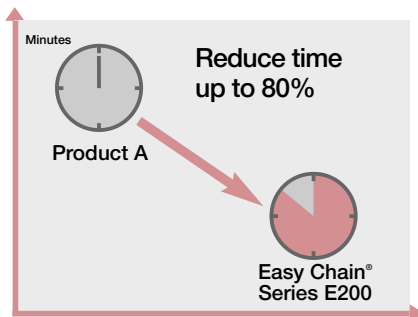 Minutes
Reduce time
up to 80%
Product A
Easy Chain®
Series E200